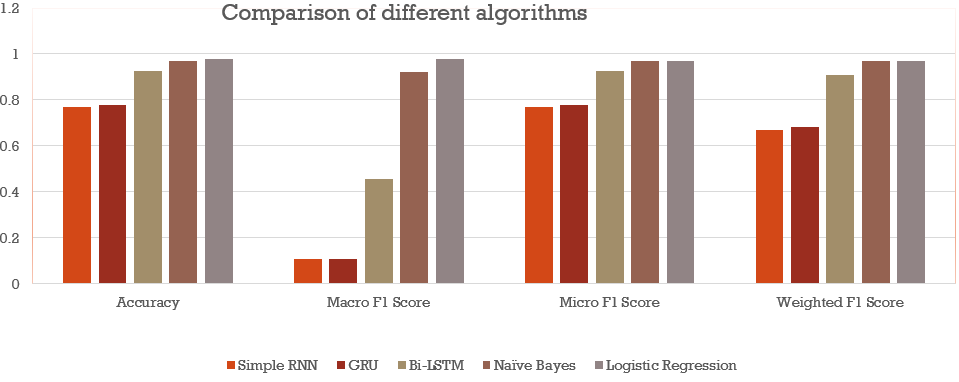 Comparison of different algorithms
1.2
1
0.8
0.6
0.4
0.2
0
Accuracy Macro F1 Score Micro F1 Score Weighted F1 Score
Simple RNN GRU Bi-LSTM Naïve Bayes Logistic Regression